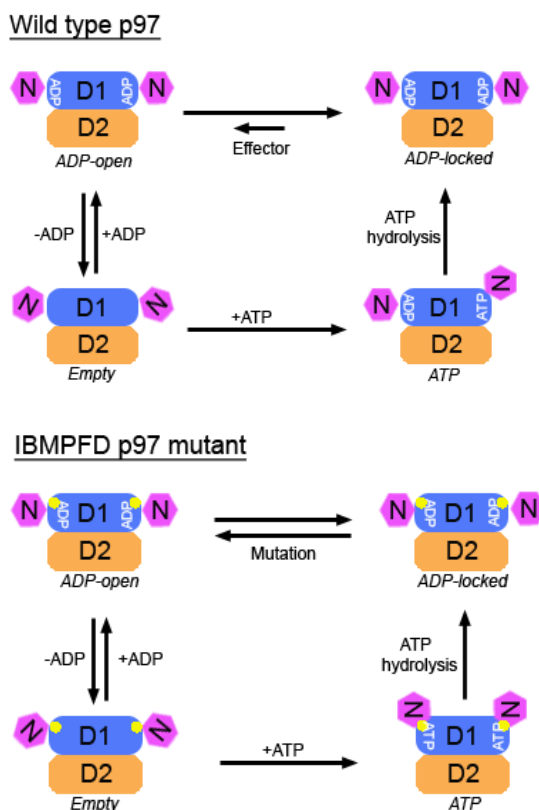 Wild type p97
N ADP D1 ADP N
D2
ADP-open
N ADP D1 ADP N
D2
ADP-locked
Effector
-ADP
+ADP
ATP
hydrolysis
N D1 N
D2
Empty
+ATP
N ADP D1 ATP N
D2
ATP
IBMPFD p97 mutant
N ADP D1 ADP N
D2
ADP-open
N ADP D1 ADP N
D2
ADP-locked
Mutation
-ADP
+ADP
ATP
hydrolysis
N D1 N
D2
Empty
+ATP
N ATP D1 ATP N
D2
ATP